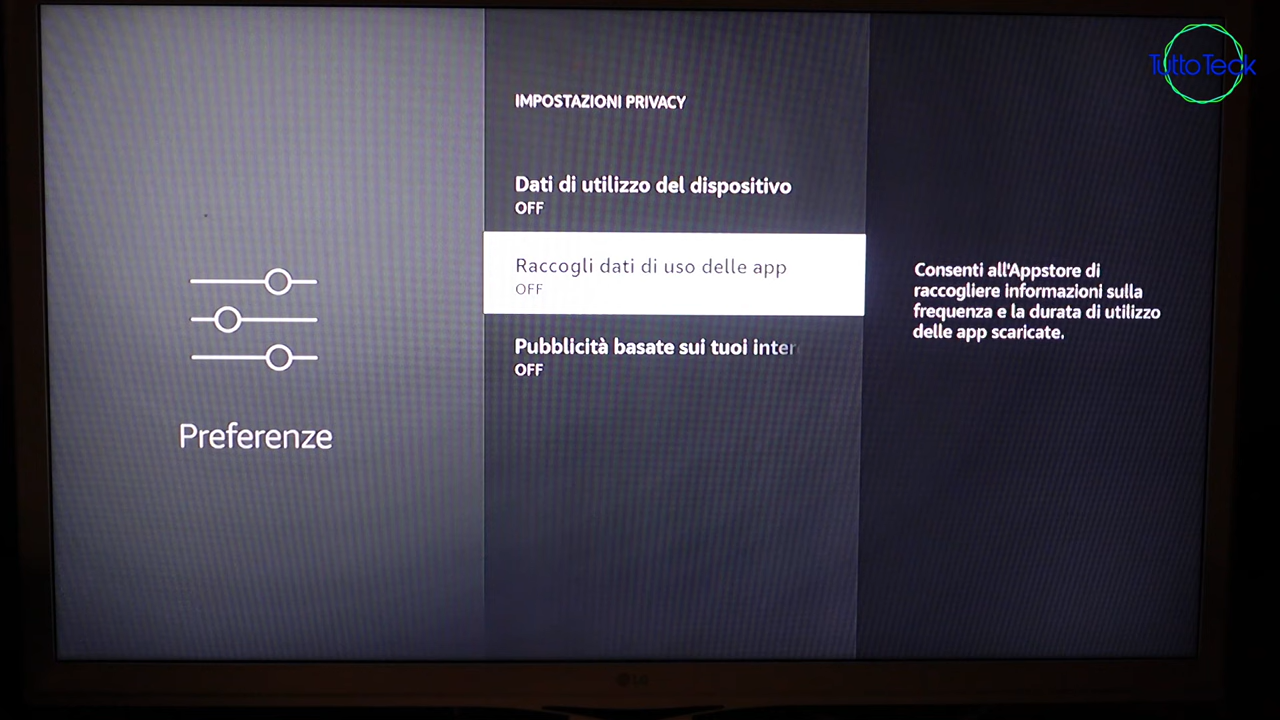 TuttoTeck
IMPOSTAZIONI PRIVACY
Dati di utilizzo del dispositivo
OFF
Raccogli dati di uso delle app
OFF
Pubblicità basate sui tuoi inter
OFF
Preferenze
Consenti all'Appstore di
raccogliere informazioni sulla
frequenza e la durata di utilizzo
delle app scaricate.
LG